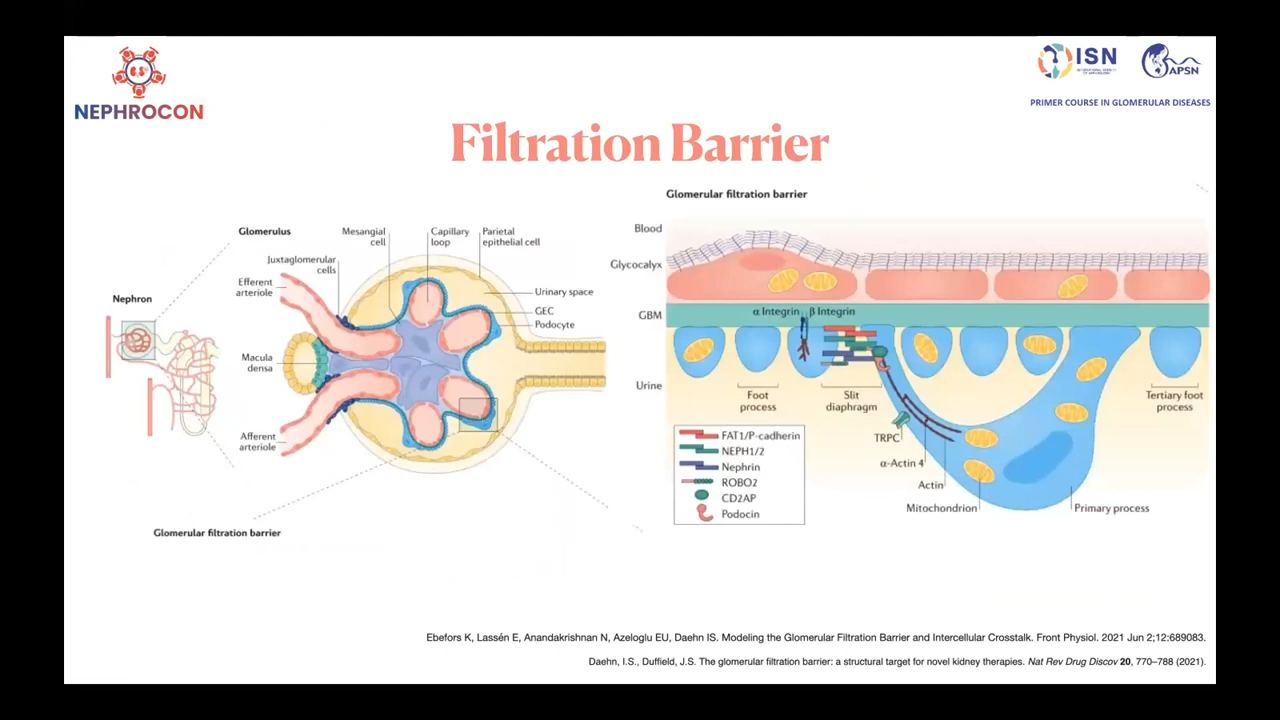 NEPHROCON
ISN
APSN
PRIMER COURSE IN GLOMERULAR DISEASES
Filtration Barrier
Nephron
Glomerulus
Mesangial
cell
Capillary
loop
Parietal
epithelial cell
Juxtaglomerular
cells
Efferent
arteriole
Urinary space
GEC
Podocyte
Macula
densa
Afferent
arteriole
Glomerular filtration barrier
Glomerular filtration barrier
Blood
Glycocalyx
GBM
α Integrin
β Integrin
Urine
Foot
process
Slit
diaphragm
Tertiary foot
process
TRPC
α-Actin 4
Actin
Mitochondrion
Primary process
FAT1/P-cadherin
NEPH1/2
Nephrin
ROBO2
CD2AP
Podocin
Ebefors K, Lassén E, Anandakrishnan N, Azeloglu EU, Daehn IS. Modeling the Glomerular Filtration Barrier and Intercellular Crosstalk. Front Physiol. 2021 Jun 2;12:689083.
Daehn, I.S., Duffield, J.S. The glomerular filtration barrier: a structural target for novel kidney therapies. Nat Rev Drug Discov 20, 770–788 (2021).